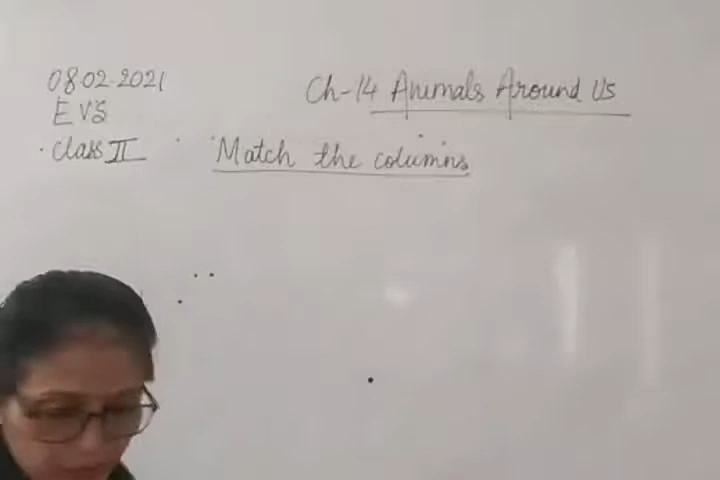 08.02.2021
Ch-14 Animals Around Us
EVS
Class II
Match the columns